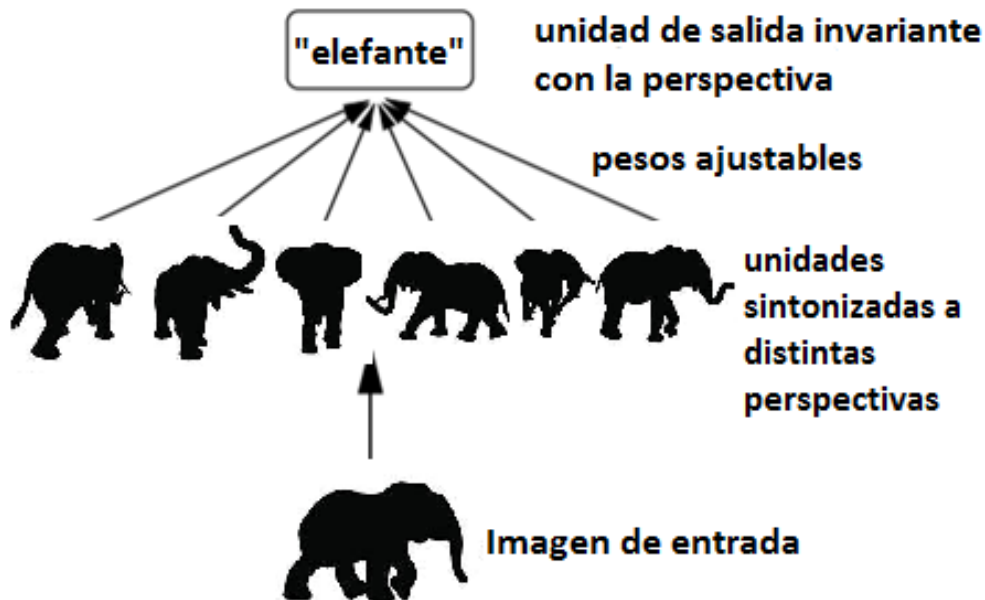 "elefante"
unidad de salida invariante
con la perspectiva
pesos ajustables
unidades
sintonizadas a
distintas
perspectivas
Imagen de entrada